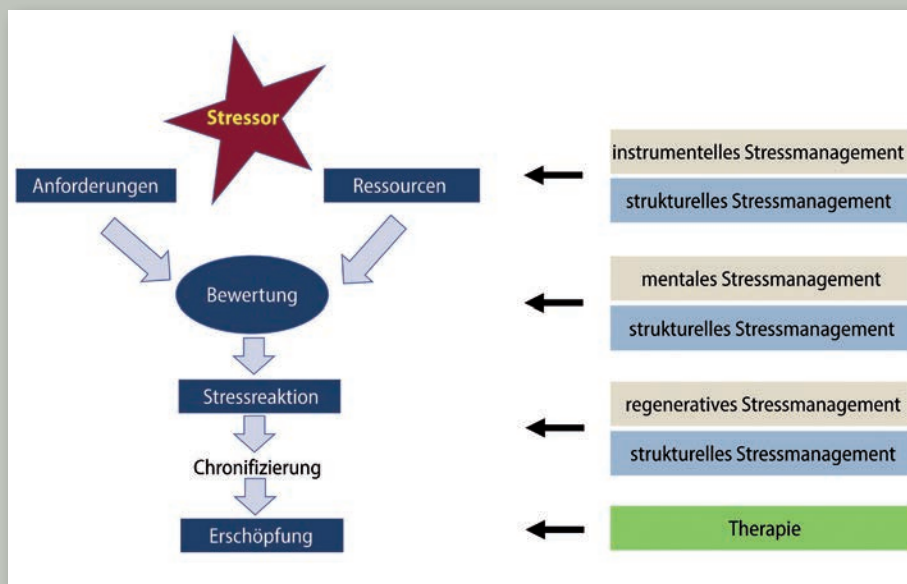 Stressor
Anforderungen
Ressourcen
Bewertung
Stressreaktion
Chronifizierung
Erschöpfung
instrumentelles Stressmanagement
strukturelles Stressmanagement
mentales Stressmanagement
strukturelles Stressmanagement
regeneratives Stressmanagement
strukturelles Stressmanagement
Therapie